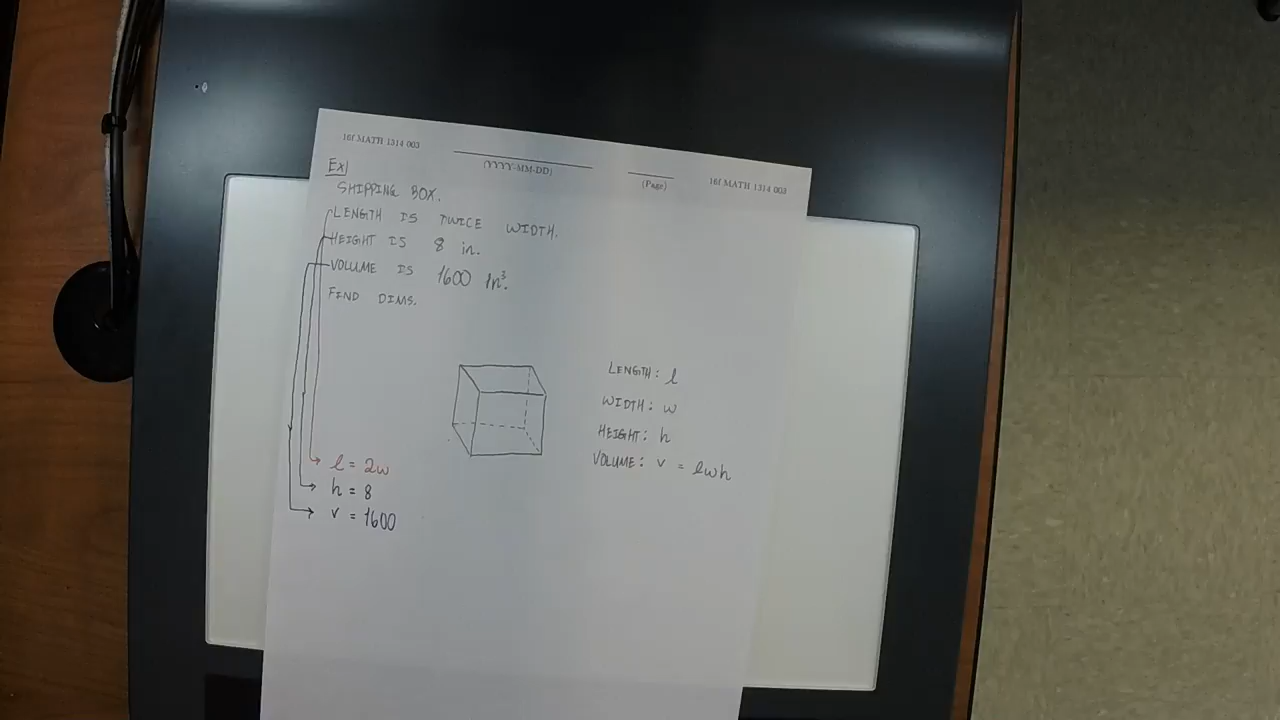 16f MATH 1314 003
(YYYY-MM-DD)
(Page)
16f MATH 1314 003
Ex)
SHIPPING BOX.
LENGTH IS TWICE WIDTH.
HEIGHT IS 8 in.
VOLUME IS 1600 in³.
FIND DIMS.
LENGTH: l
WIDTH: w
HEIGHT: h
VOLUME: v = lwh
l = 2w
h = 8
v = 1600